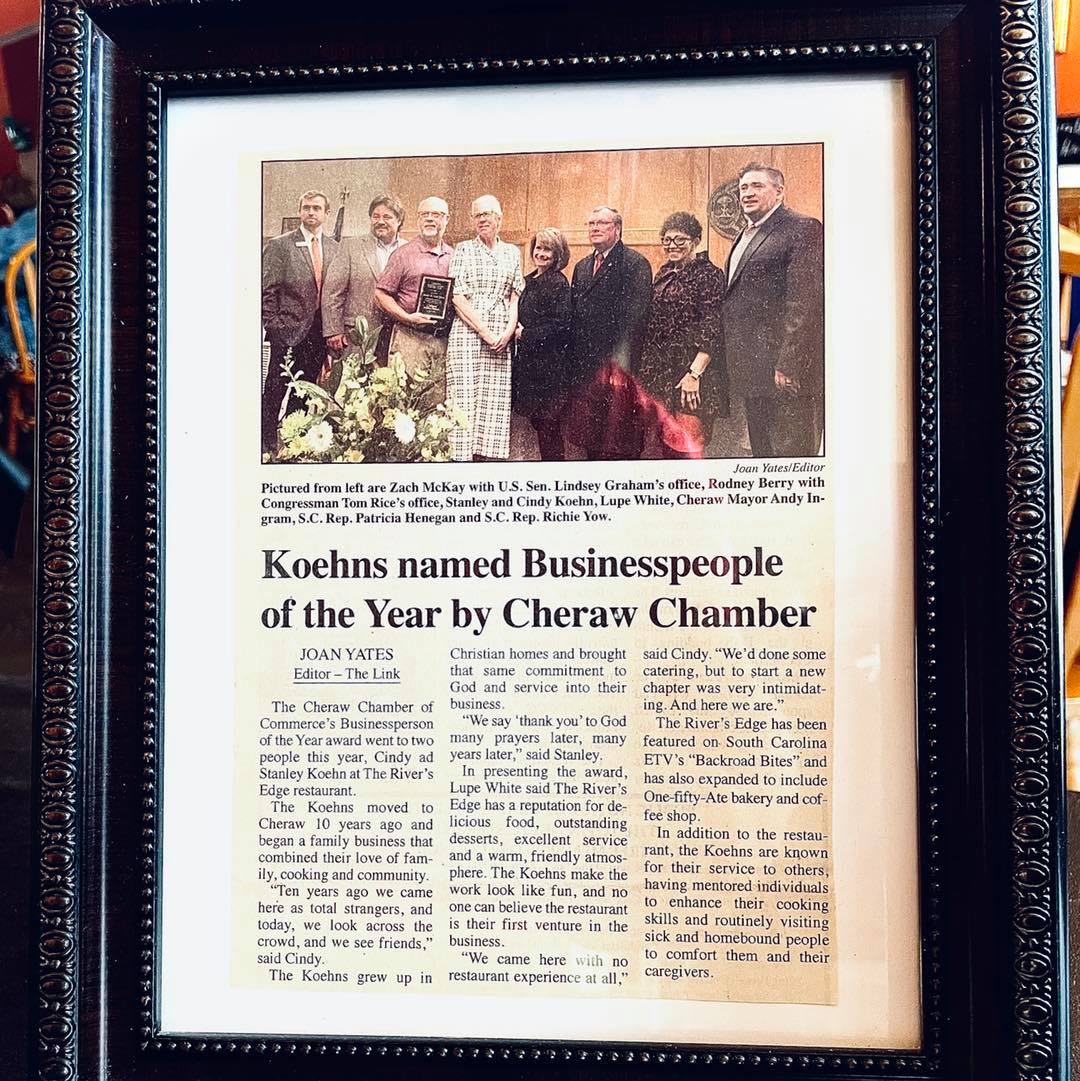 Joan Yates/Editor
Pictured from left are Zach McKay with U.S. Sen. Lindsey Graham's office, Rodney Berry with
Congressman Tom Rice's office, Stanley and Cindy Koehn, Lupe White, Cheraw Mayor Andy In-
gram, S.C. Rep. Patricia Henegan and S.C. Rep. Richie Yow.
Koehns named Businesspeople
of the Year by Cheraw Chamber
JOAN YATES
Editor – The Link
The Cheraw Chamber of
Commerce's Businessperson
of the Year award went to two
people this year, Cindy ad
Stanley Koehn at The River's
Edge restaurant.
The Koehns moved to
Cheraw 10 years ago and
began a family business that
combined their love of fam-
ily, cooking and community.
"Ten years ago we came
here as total strangers, and
today, we look across the
crowd, and we see friends,"
said Cindy.
The Koehns grew up in
Christian homes and brought
that same commitment to
God and service into their
business.
"We say 'thank you' to God
many prayers later, many
years later," said Stanley.
In presenting the award,
Lupe White said The River's
Edge has a reputation for de-
licious food, outstanding
desserts, excellent service
and a warm, friendly atmos-
phere. The Koehns make the
work look like fun, and no
one can believe the restaurant
is their first venture in the
business.
"We came here with no
restaurant experience at all,"
said Cindy. "We'd done some
catering, but to start a new
chapter was very intimidat-
ing. And here we are."
The River's Edge has been
featured on South Carolina
ETV's "Backroad Bites" and
has also expanded to include
One-fifty-Ate bakery and cof-
fee shop.
In addition to the restau-
rant, the Koehns are known
for their service to others,
having mentored individuals
to enhance their cooking
skills and routinely visiting
sick and homebound people
to comfort them and their
caregivers.